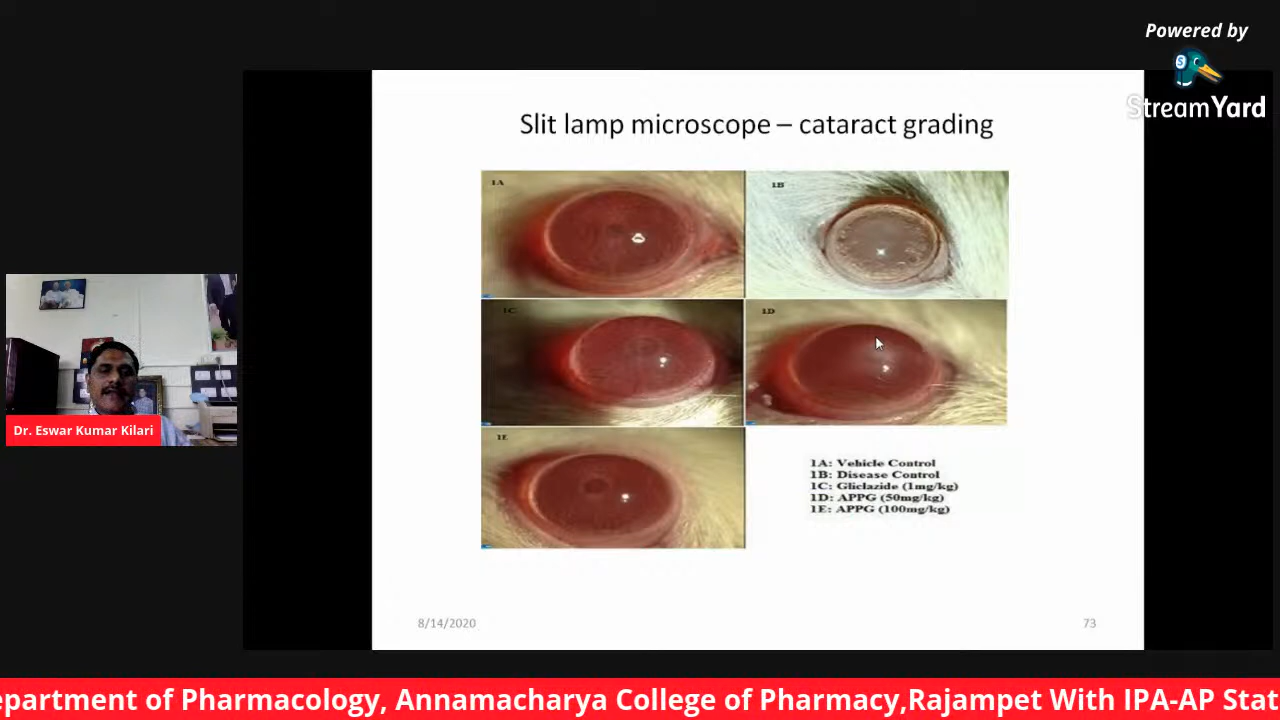 Powered by
StreamYard
Slit lamp microscope – cataract grading
1A
1B
1C
1D
1E
1A: Vehicle Control
1B: Disease Control
1C: Gliclazide (1mg/kg)
1D: APPG (50mg/kg)
1E: APPG (100mg/kg)
Dr. Eswar Kumar Kilari
8/14/2020
73
epartment of Pharmacology, Annamacharya College of Pharmacy,Rajampet With IPA-AP Stat